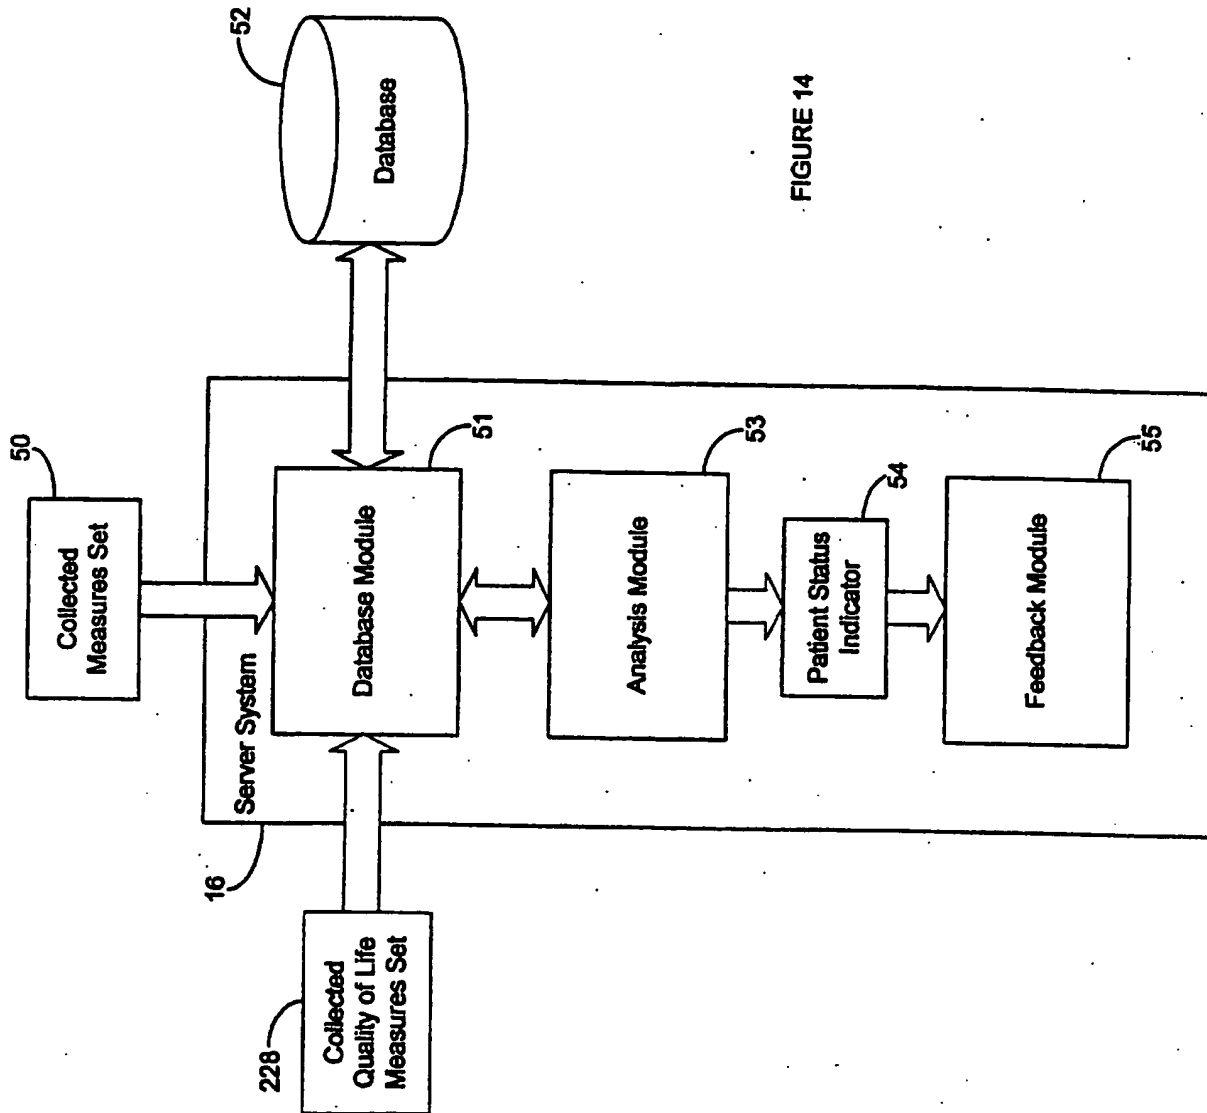 50
Collected
Measures Set
52
Database
16
Server System
228
Collected
Quality of Life
Measures Set
51
Database Module
53
Analysis Module
54
Patient Status
Indicator
55
Feedback Module
FIGURE 14